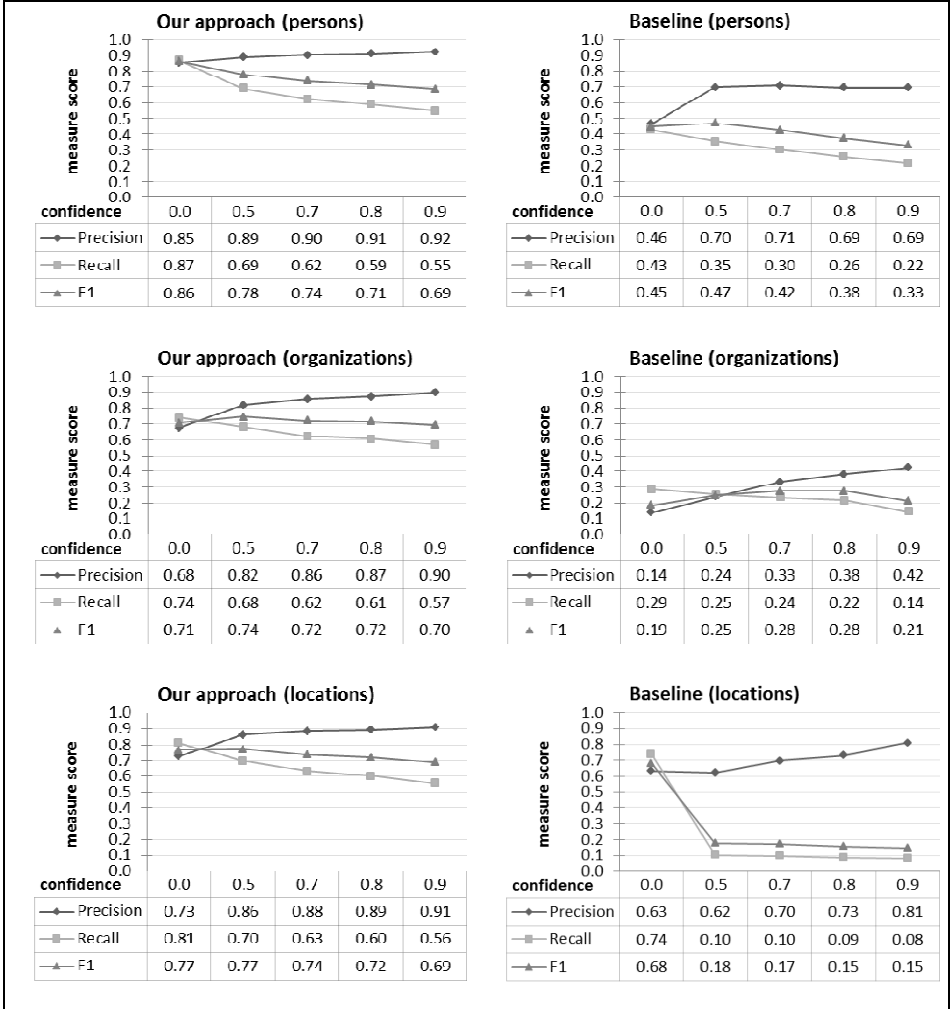 Our approach (persons)
measure score
1.0
0.9
0.8
0.7
0.6
0.5
0.4
0.3
0.2
0.1
0.0
confidence 0.0 0.5 0.7 0.8 0.9
Precision 0.85 0.89 0.90 0.91 0.92
Recall 0.87 0.69 0.62 0.59 0.55
F1 0.86 0.78 0.74 0.71 0.69
Baseline (persons)
measure score
1.0
0.9
0.8
0.7
0.6
0.5
0.4
0.3
0.2
0.1
0.0
confidence 0.0 0.5 0.7 0.8 0.9
Precision 0.46 0.70 0.71 0.69 0.69
Recall 0.43 0.35 0.30 0.26 0.22
F1 0.45 0.47 0.42 0.38 0.33
Our approach (organizations)
measure score
1.0
0.9
0.8
0.7
0.6
0.5
0.4
0.3
0.2
0.1
0.0
confidence 0.0 0.5 0.7 0.8 0.9
Precision 0.68 0.82 0.86 0.87 0.90
Recall 0.74 0.68 0.62 0.61 0.57
F1 0.71 0.74 0.72 0.72 0.70
Baseline (organizations)
measure score
1.0
0.9
0.8
0.7
0.6
0.5
0.4
0.3
0.2
0.1
0.0
confidence 0.0 0.5 0.7 0.8 0.9
Precision 0.14 0.24 0.33 0.38 0.42
Recall 0.29 0.25 0.24 0.22 0.14
F1 0.19 0.25 0.28 0.28 0.21
Our approach (locations)
measure score
1.0
0.9
0.8
0.7
0.6
0.5
0.4
0.3
0.2
0.1
0.0
confidence 0.0 0.5 0.7 0.8 0.9
Precision 0.73 0.86 0.88 0.89 0.91
Recall 0.81 0.70 0.63 0.60 0.56
F1 0.77 0.77 0.74 0.72 0.69
Baseline (locations)
measure score
1.0
0.9
0.8
0.7
0.6
0.5
0.4
0.3
0.2
0.1
0.0
confidence 0.0 0.5 0.7 0.8 0.9
Precision 0.63 0.62 0.70 0.73 0.81
Recall 0.74 0.10 0.10 0.09 0.08
F1 0.68 0.18 0.17 0.15 0.15